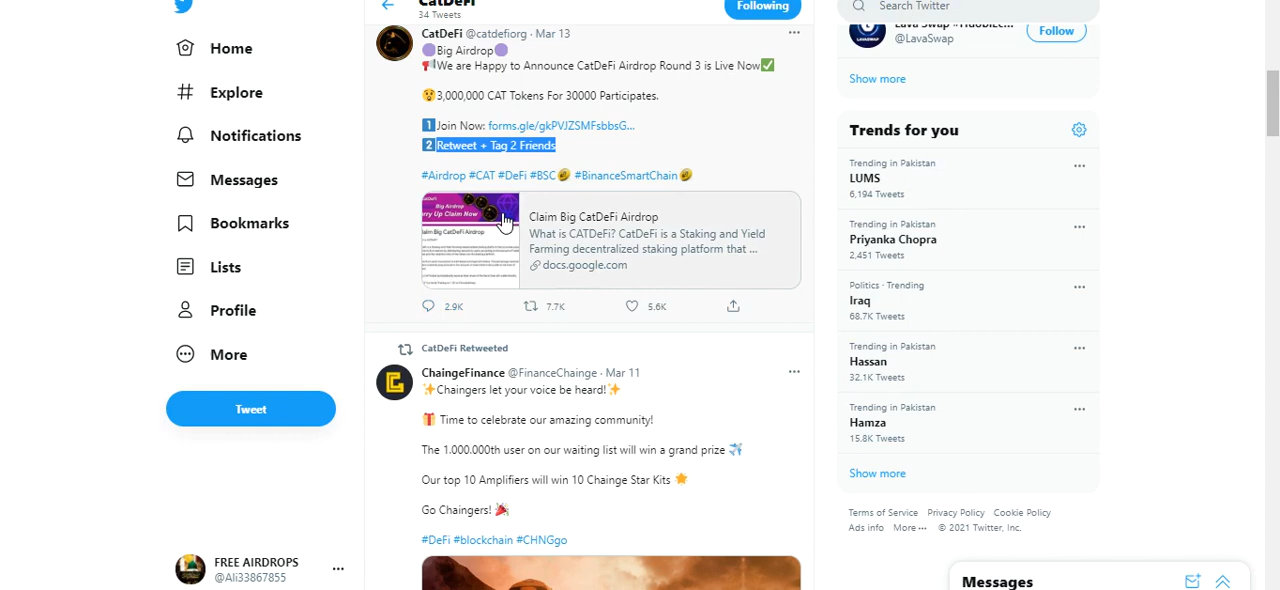 Home
Explore
Notifications
Messages
Bookmarks
Lists
Profile
More
Tweet
FREE AIRDROPS
@Ali33867855
CatDeFi
34 Tweets
Following
CatDeFi @catdefiorg · Mar 13
🟣Big Airdrop🟣
📢We are Happy to Announce CatDeFi Airdrop Round 3 is Live Now✅
😲3,000,000 CAT Tokens For 30000 Participates.
1️⃣Join Now: forms.gle/gkPVJZSMFsbbsG...
2️⃣Retweet + Tag 2 Friends
#Airdrop #CAT #DeFi #BSC #BinanceSmartChain
Big Airdrop
rry Up Claim Now
Claim Big CatDeFi Airdrop
What is CATDeFi? CatDeFi is a Staking and Yield
Farming decentralized staking platform that ...
docs.google.com
2.9K 7.7K 5.6K
CatDeFi Retweeted
ChaingeFinance @FinanceChainge · Mar 11
✨Chaingers let your voice be heard!✨
🎁 Time to celebrate our amazing community!
The 1.000.000th user on our waiting list will win a grand prize ✈️
Our top 10 Amplifiers will win 10 Chainge Star Kits 🌟
Go Chaingers! 🎉
#DeFi #blockchain #CHNGgo
Search Twitter
@LavaSwap
Follow
Show more
Trends for you
Trending in Pakistan
LUMS
6,194 Tweets
Trending in Pakistan
Priyanka Chopra
2,451 Tweets
Politics · Trending
Iraq
68.7K Tweets
Trending in Pakistan
Hassan
32.1K Tweets
Trending in Pakistan
Hamza
15.8K Tweets
Show more
Terms of Service Privacy Policy Cookie Policy
Ads info More ··· © 2021 Twitter, Inc.
Messages